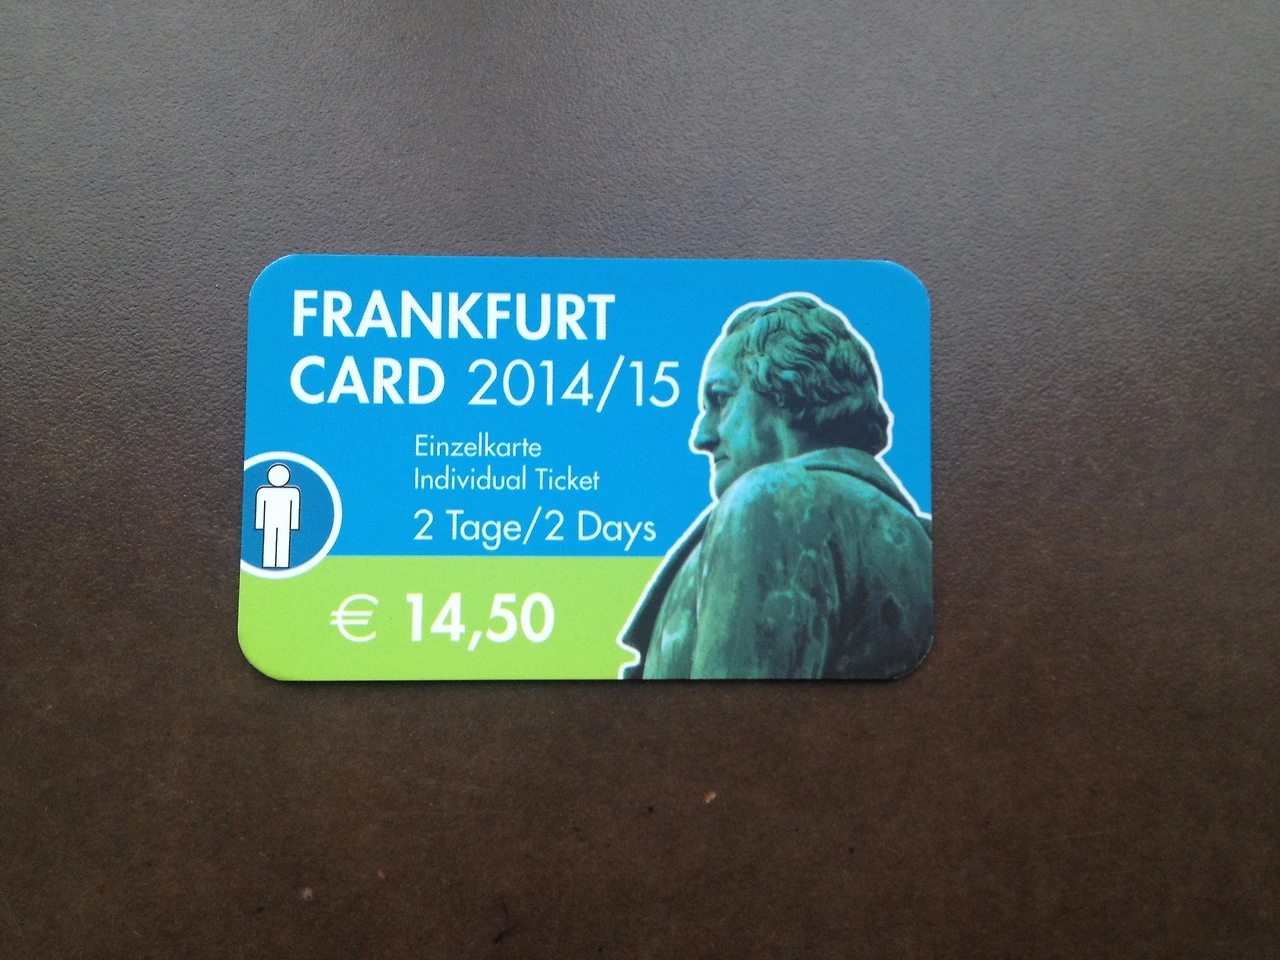 FRANKFURT
CARD 2014/15
Einzelkarte
Individual Ticket
2 Tage/2 Days
€ 14,50